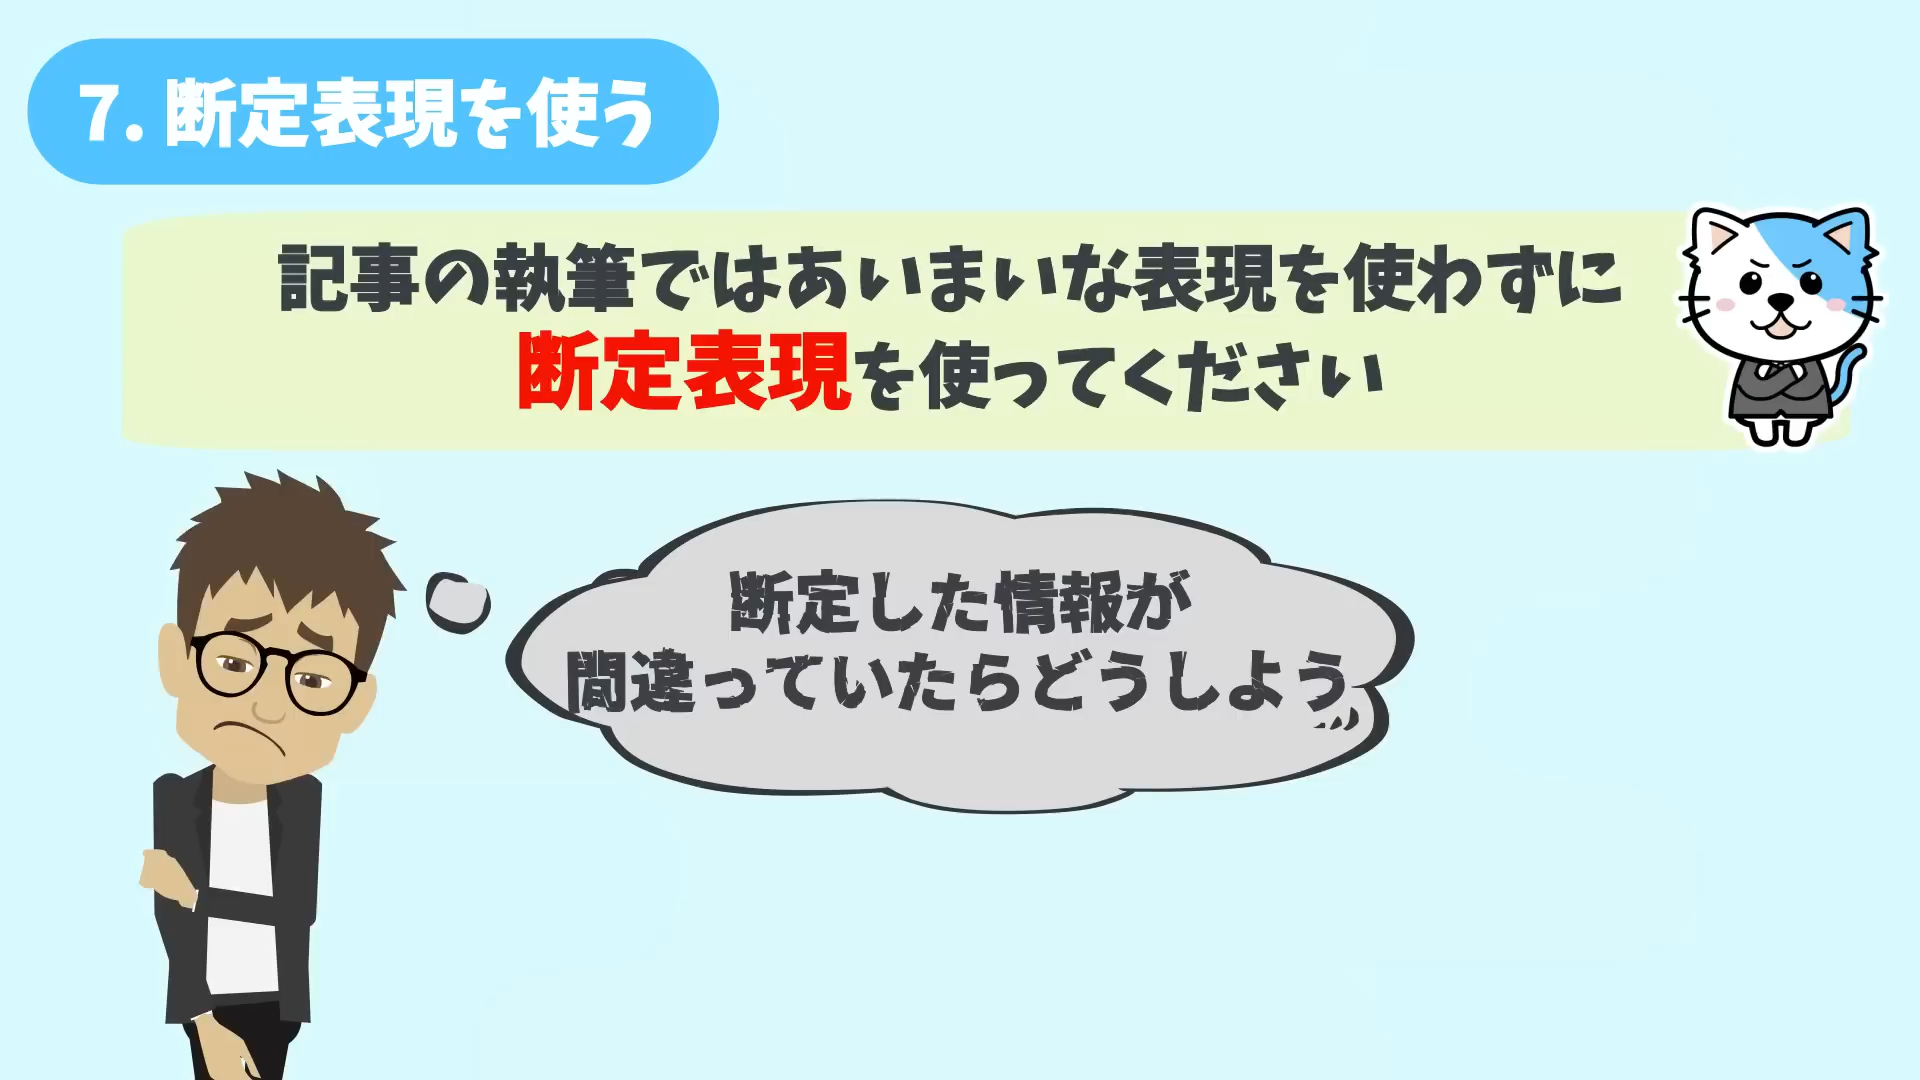 7. 断定表現を使う
記事の執筆ではあいまいな表現を使わずに
断定表現を使ってください
断定した情報が
間違っていたらどうしよう